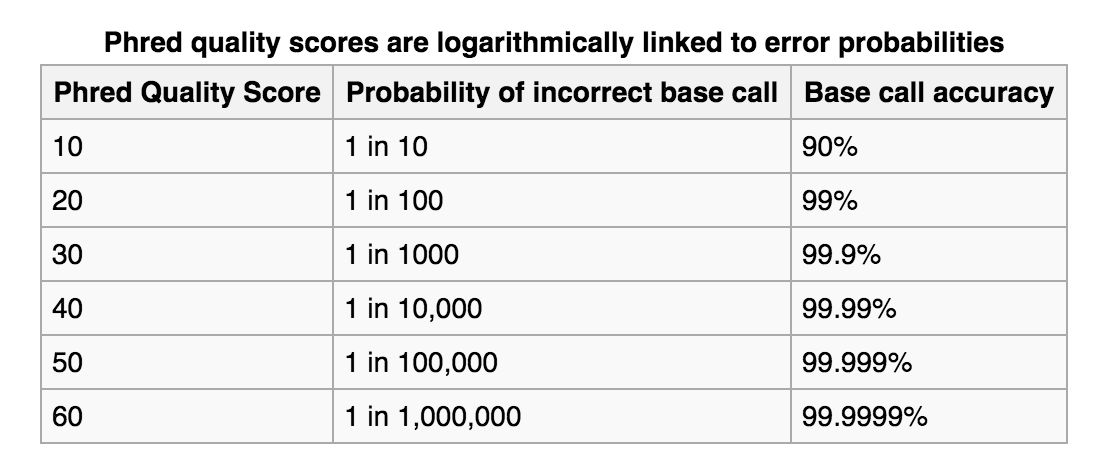 Phred quality scores are logarithmically linked to error probabilities
Phred Quality Score Probability of incorrect base call Base call accuracy
10 1 in 10 90%
20 1 in 100 99%
30 1 in 1000 99.9%
40 1 in 10,000 99.99%
50 1 in 100,000 99.999%
60 1 in 1,000,000 99.9999%